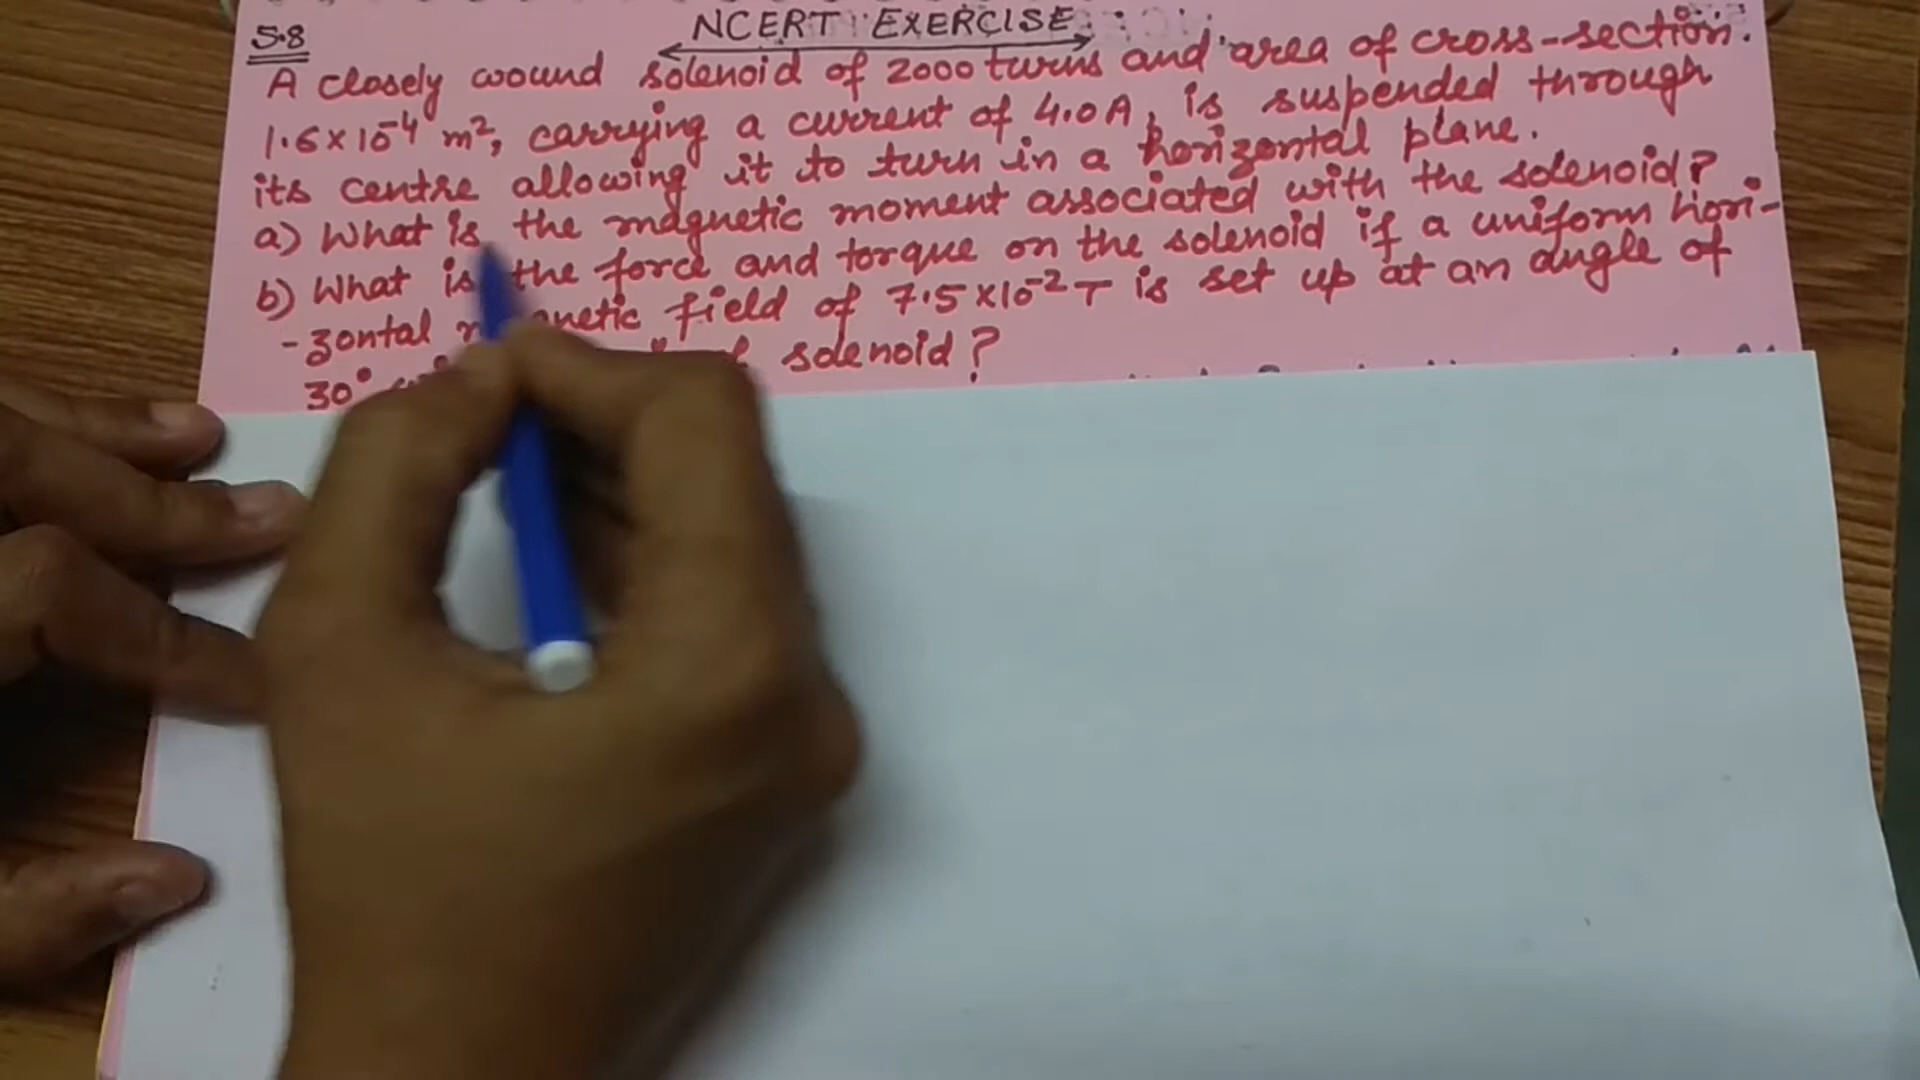 5.8
NCERT EXERCISE
A closely wound solenoid of 2000 turns and area of cross-section.
1.6×10⁻⁴ m², carrying a current of 4.0A, is suspended through
its centre allowing it to turn in a horizontal plane.
a) What is the magnetic moment associated with the solenoid?
b) What is the force and torque on the solenoid if a uniform hori-
-zontal field of 7.5×10⁻² T is set up at an angle of
30° solenoid?